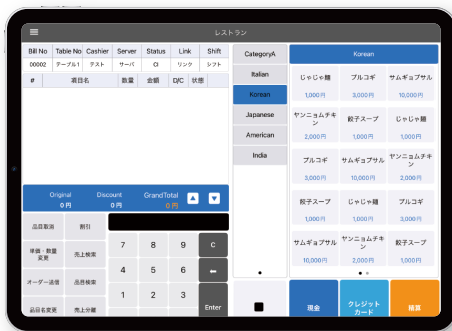 レストラン
Bill No Table No Cashier Server Status Link Shift
00002 テーブル1 テスト サーバ CI リンク シフト
# 項目名 数量 金額 D/C 状態
Original Discount GrandTotal
0円 0円 0円
品目取消 割引
単価・数量
変更
売上検索
オーダー送信 品目検索
品目名変更 売上分離
7 8 9 C
4 5 6 ←
1 2 3
Enter
CategoryA
Italian
Korean
Japanese
American
India
Korean
じゃじゃ麺 プルコギ サムギョプサル
1,000円 3,000円 10,000円
ヤンニョムチキ
ン
餃子スープ じゃじゃ麺
2,000円 1,000円 1,000円
プルコギ サムギョプサル ヤンニョムチキ
ン
3,000円 10,000円 2,000円
餃子スープ じゃじゃ麺 プルコギ
1,000円 1,000円 3,000円
サムギョプサル ヤンニョムチキ
ン
餃子スープ
10,000円 2,000円 1,000円
現金
クレジット
カード
精算